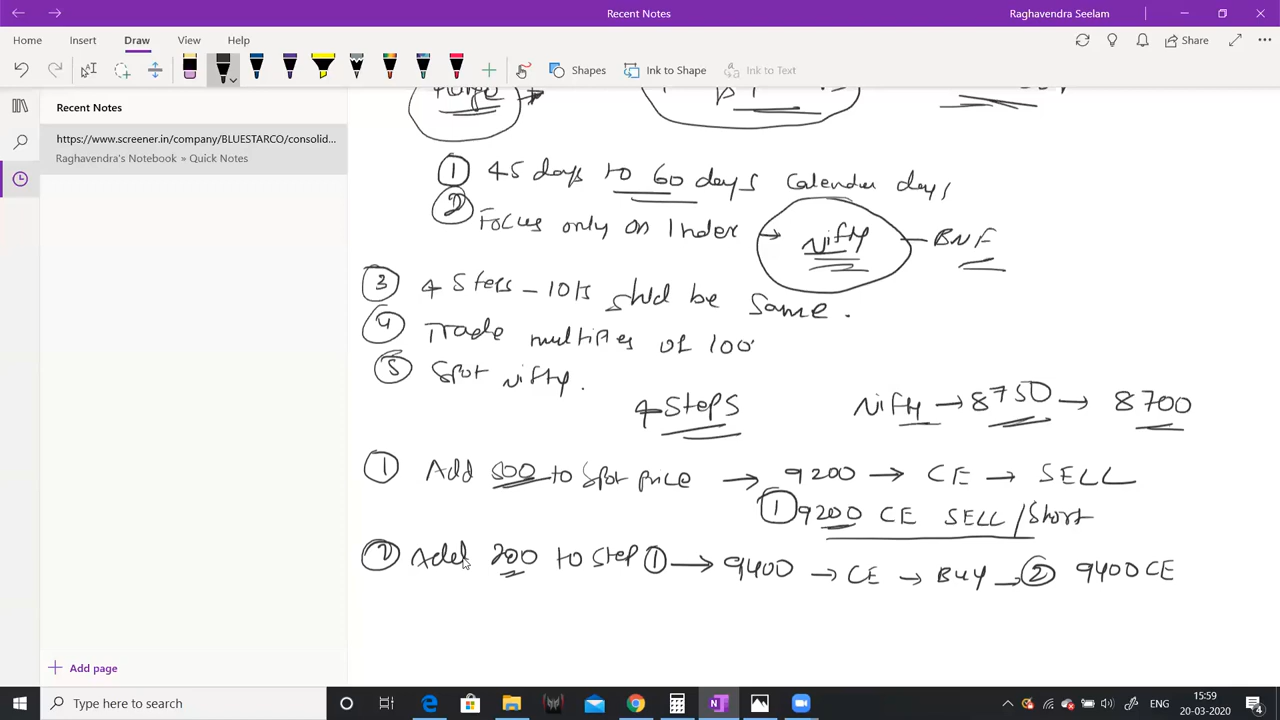 Recent Notes
Raghavendra Seelam
Home Insert Draw View Help
Share
Shapes
Ink to Shape
Ink to Text
Recent Notes
https://www.screener.in/company/BLUESTARCO/consolid...
Raghavendra's Notebook » Quick Notes
① 45 days to 60 days Calender days
② Focus only on Index → Nifty – BNF
③ 4 Steps – lots shld be Same.
④ Trade multiples of 100
⑤ Spot nifty.
4 Steps
Nifty → 8750 → 8700
① Add 500 to Spot price → 9200 → CE → SELL
① 9200 CE SELL / Short
② Add 200 to Step ① → 9400 → CE → BUY → ② 9400 CE
Add page
Type here to search
ENG
15:59
20-03-2020